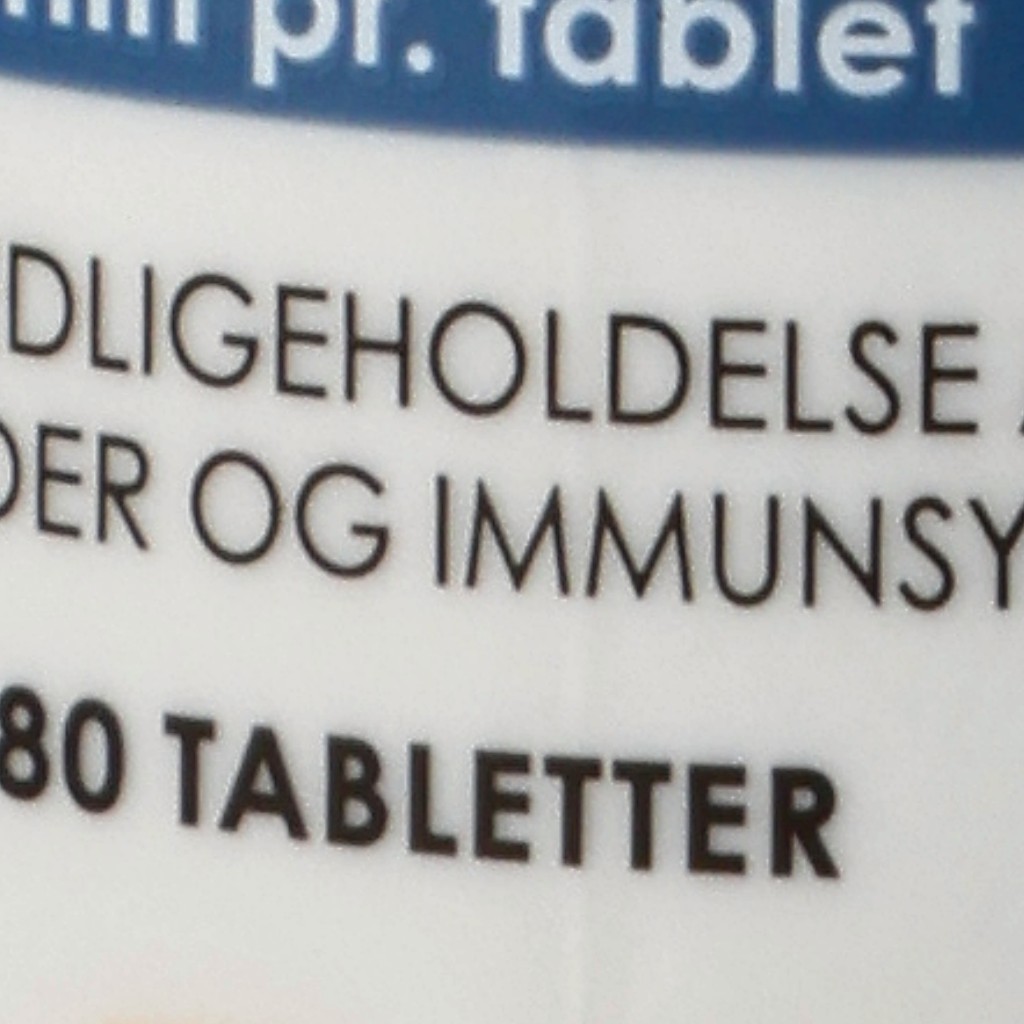 pr. tablet
DLIGEHOLDELSE
DER OG IMMUNSY
80 TABLETTER